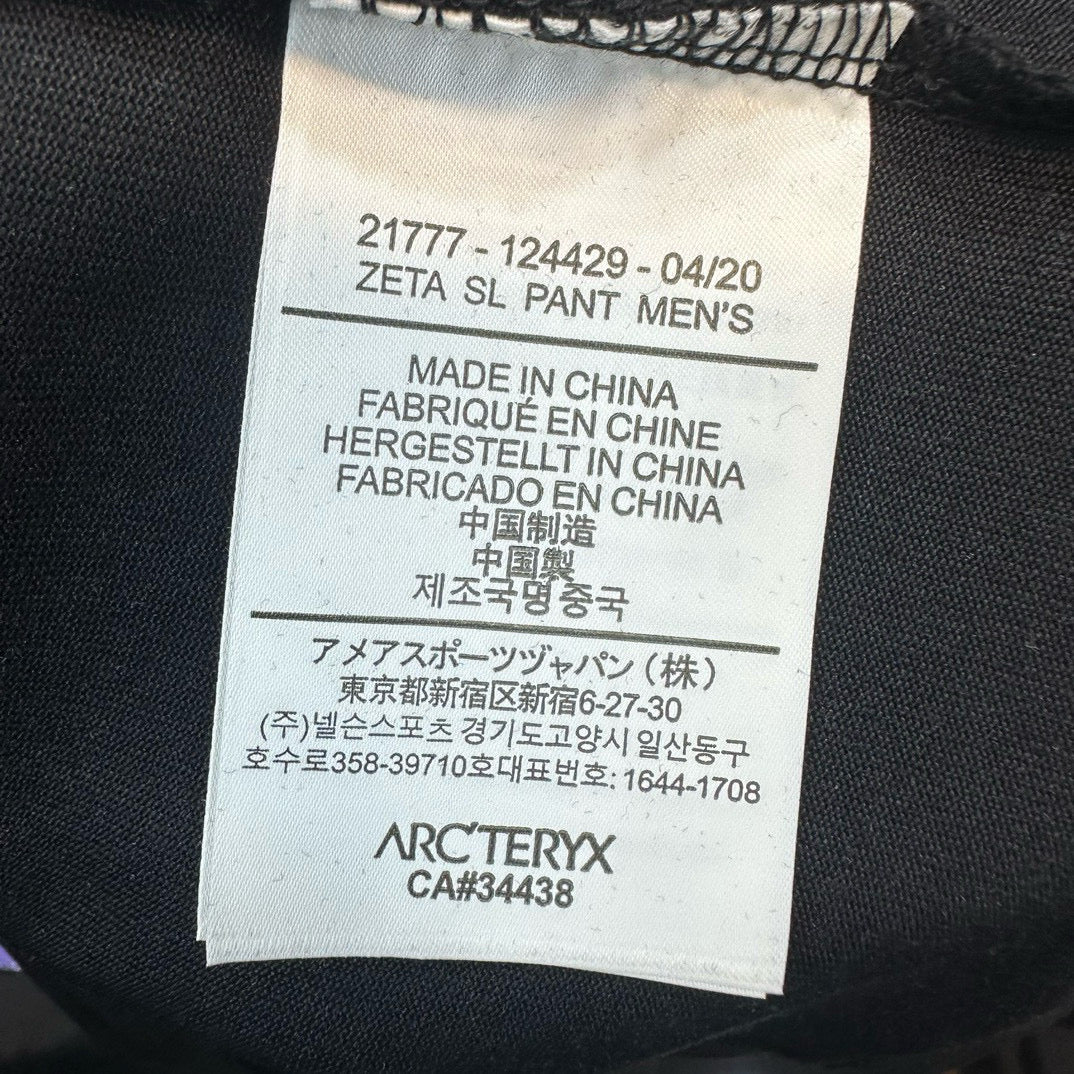 21777 - 124429 - 04/20
ZETA SL PANT MEN'S
MADE IN CHINA
FABRIQUÉ EN CHINE
HERGESTELLT IN CHINA
FABRICADO EN CHINA
中国制造
中国製
제조국명 중국
アメアスポーツヅャパン (株)
東京都新宿区新宿6-27-30
(주)넬슨스포츠 경기도고양시 일산동구
호수로358-39710호대표번호: 1644-1708
ARC'TERYX
CA#34438